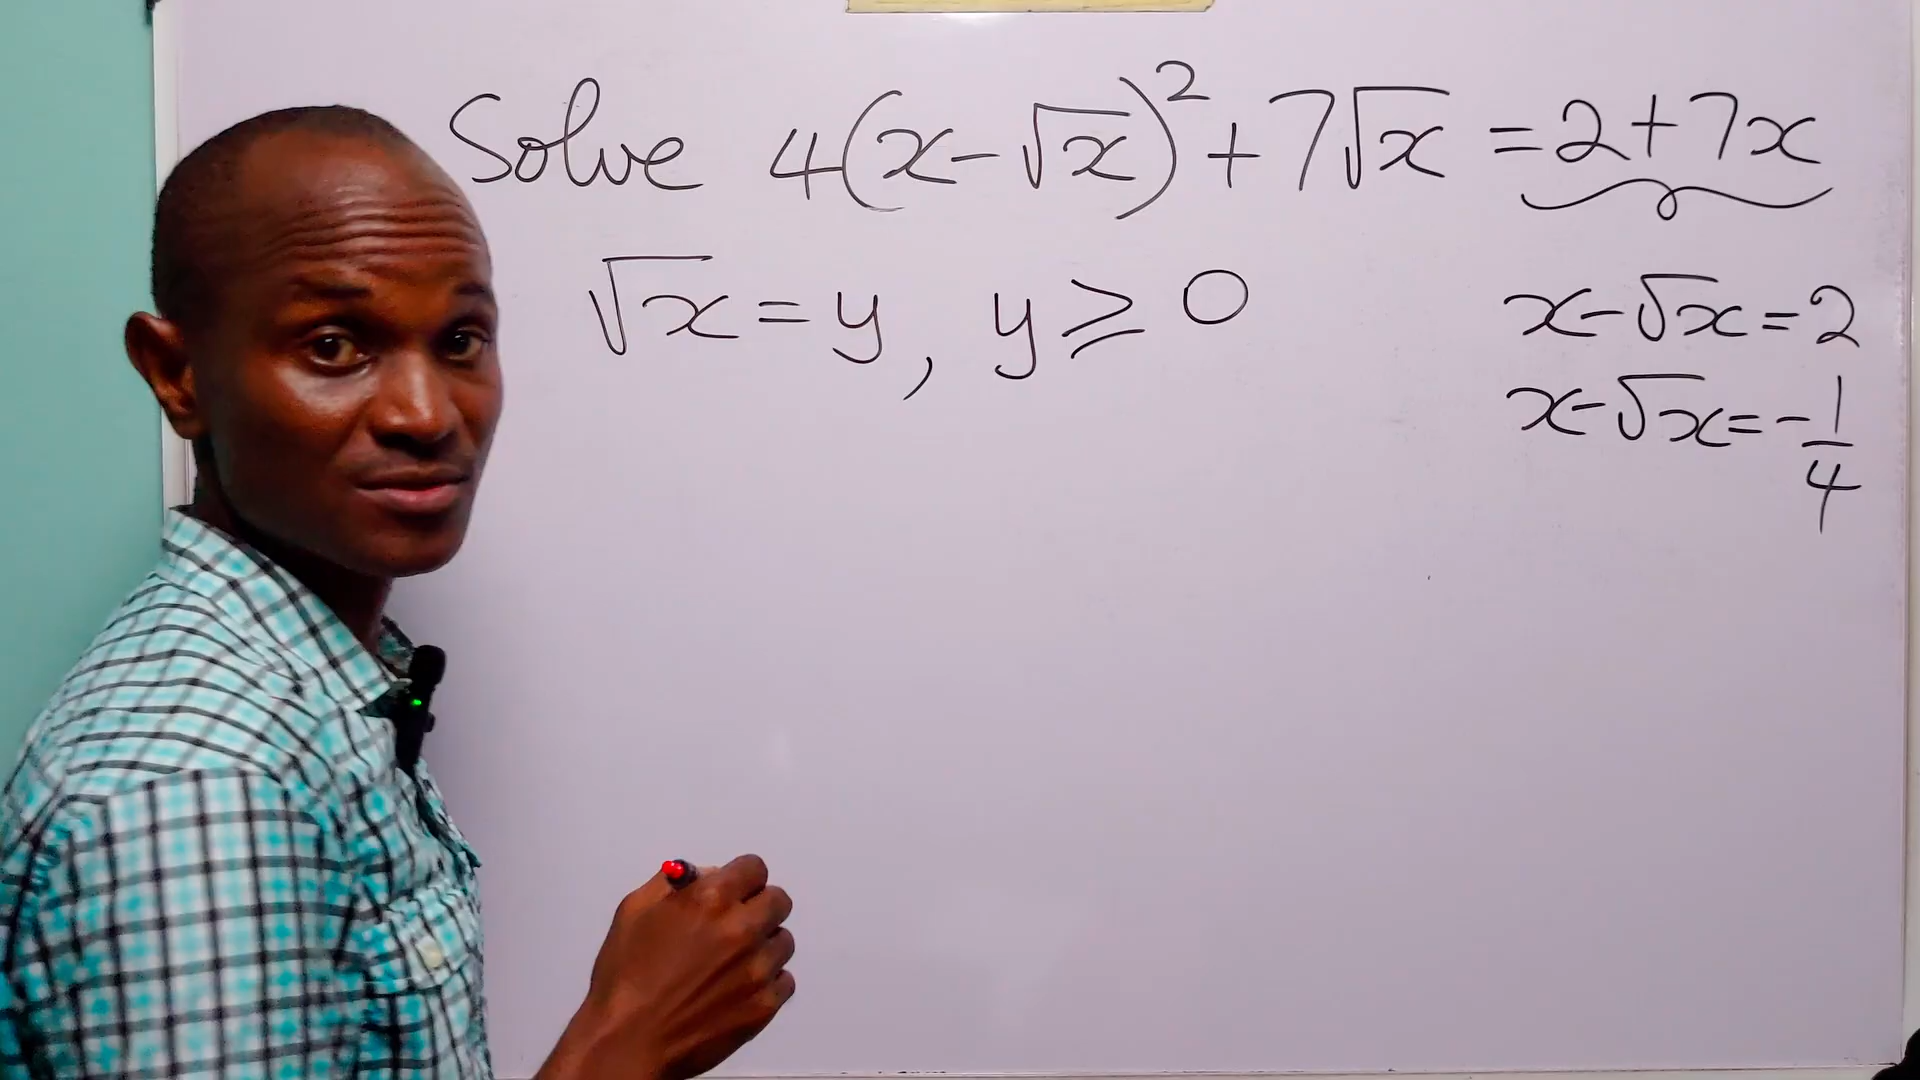 Solve 4(x-√x)² + 7√x = 2+7x
√x = y, y ≥ 0
x-√x=2
x-√x=-1/4